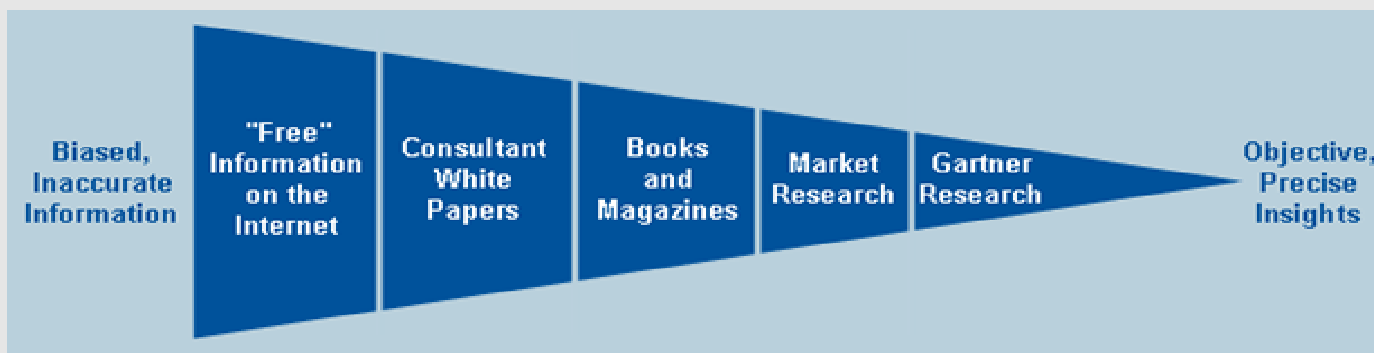 Biased,
Inaccurate
Information
"Free"
Information
on the
Internet
Consultant
White
Papers
Books
and
Magazines
Market
Research
Gartner
Research
Objective,
Precise
Insights